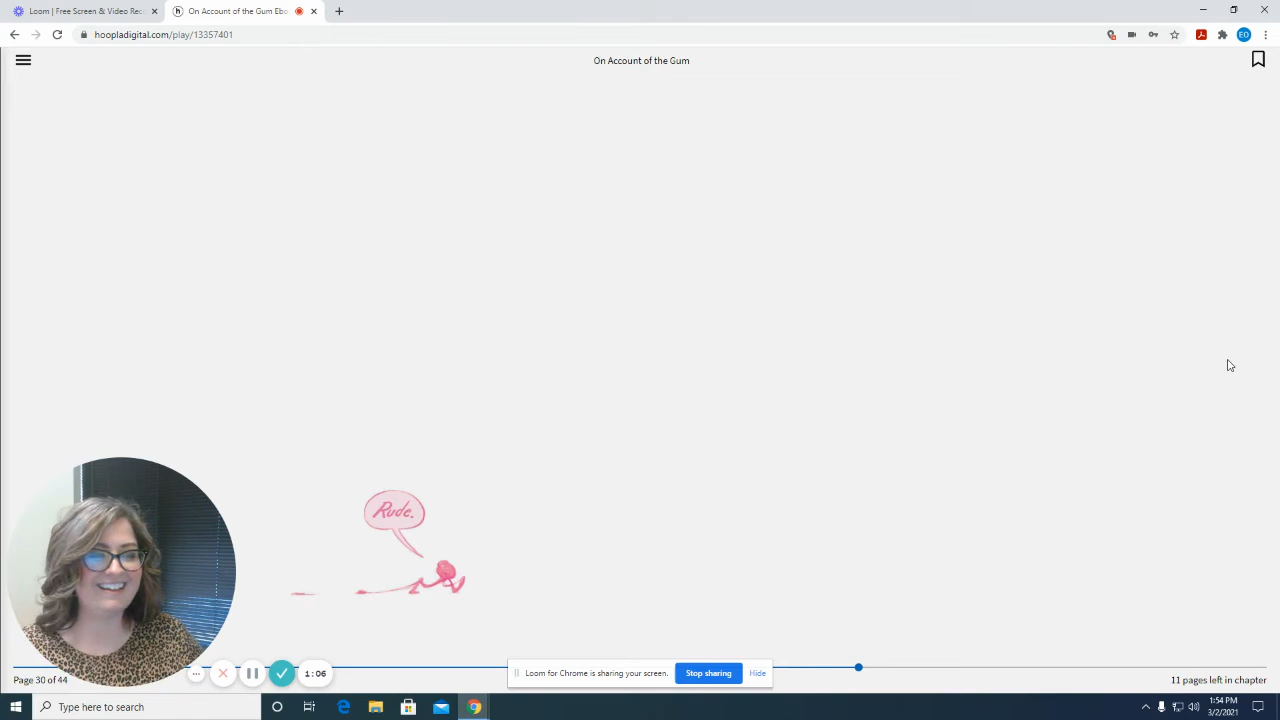 Loom | Free Screen & Video Rec
On Account of the Gum Ebo
hoopladigital.com/play/13357401
EO
On Account of the Gum
Rude.
1:06
Loom for Chrome is sharing your screen.
Stop sharing
Hide
Page 30 of 44
11 pages left in chapter
Type here to search
1:54 PM
3/2/2021